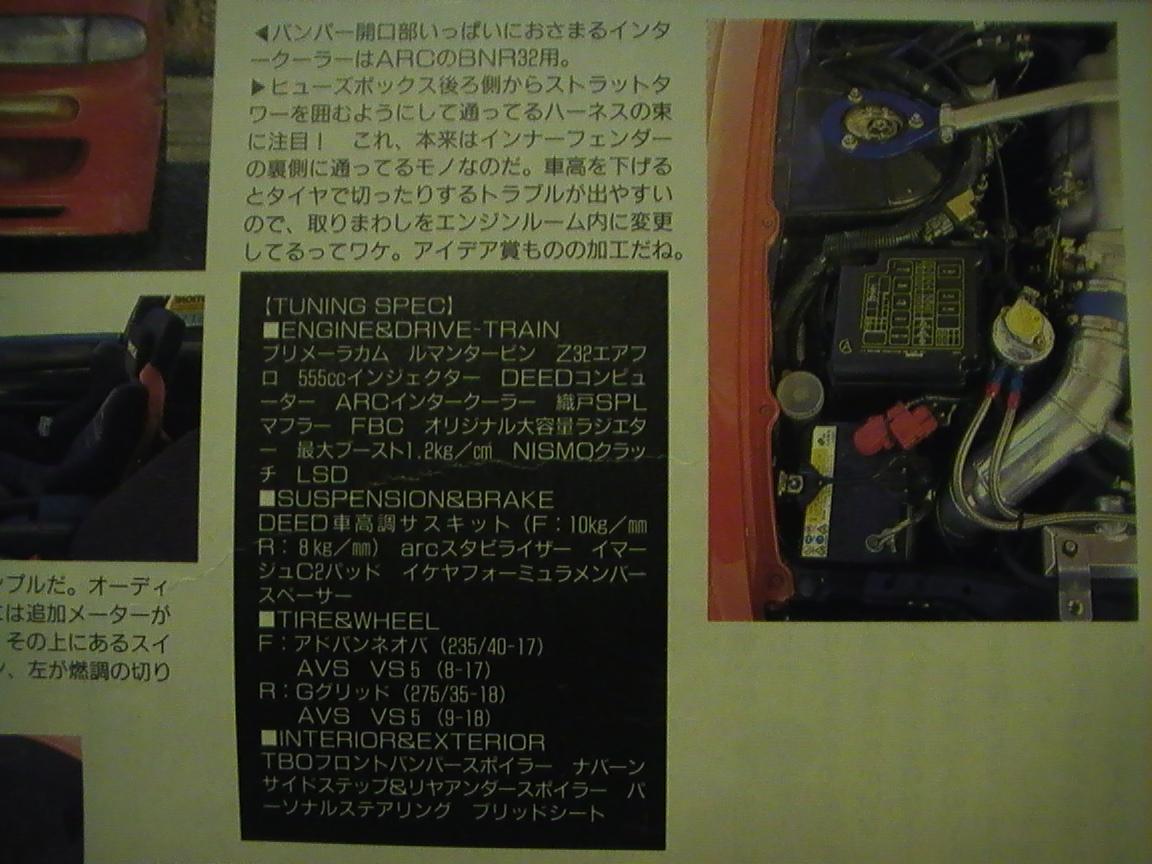 ◀バンパー開口部いっぱいにおさまるインタ
ークーラーはARCのBNR32用。
▶ヒューズボックス後ろ側からストラットタ
ワーを囲むようにして通ってるハーネスの束
に注目！　これ、本来はインナーフェンダー
の裏側に通ってるモノなのだ。車高を下げる
とタイヤで切ったりするトラブルが出やすい
ので、取りまわしをエンジンルーム内に変更
してるってワケ。アイデア賞ものの加工だね。
【TUNING SPEC】
■ENGINE&DRIVE-TRAIN
プリメーラカム　ルマンタービン　Z32エアフ
ロ　555ccインジェクター　DEEDコンピュ
ーター　ARCインタークーラー　織戸SPL
マフラー　FBC　オリジナル大容量ラジエタ
ー　最大ブースト1.2kg／c㎡　NISMOクラッ
チ　LSD
■SUSPENSION&BRAKE
DEED車高調サスキット（F：10kg／mm
R：8kg／mm）　arcスタビライザー　イマー
ジュC2パッド　イケヤフォーミュラメンバー
スペーサー
■TIRE&WHEEL
F：アドバンネオバ（235/40-17）
AVS　VS5（8-17）
R：Gグリッド（275/35-18）
AVS　VS5（9-18）
■INTERIOR&EXTERIOR
TBOフロントバンパースポイラー　ナバーン
サイドステップ&リヤアンダースポイラー　パ
ーソナルステアリング　ブリッドシート
ンプルだ。オーディ
には追加メーターが
その上にあるスイ
、左が燃調の切り